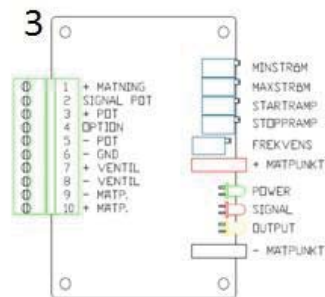 3
1 + MATNING
2 SIGNAL POT
3 + POT
4 OPTION
5 - POT
6 - GND
7 + VENTIL
8 - VENTIL
9 - MATP.
10 + MATP.
MINSTRØM
MAXSTRØM
STARTRAMP
STOPPRAMP
FREKVENS
+ MATPUNKT
POWER
SIGNAL
OUTPUT
- MATPUNKT